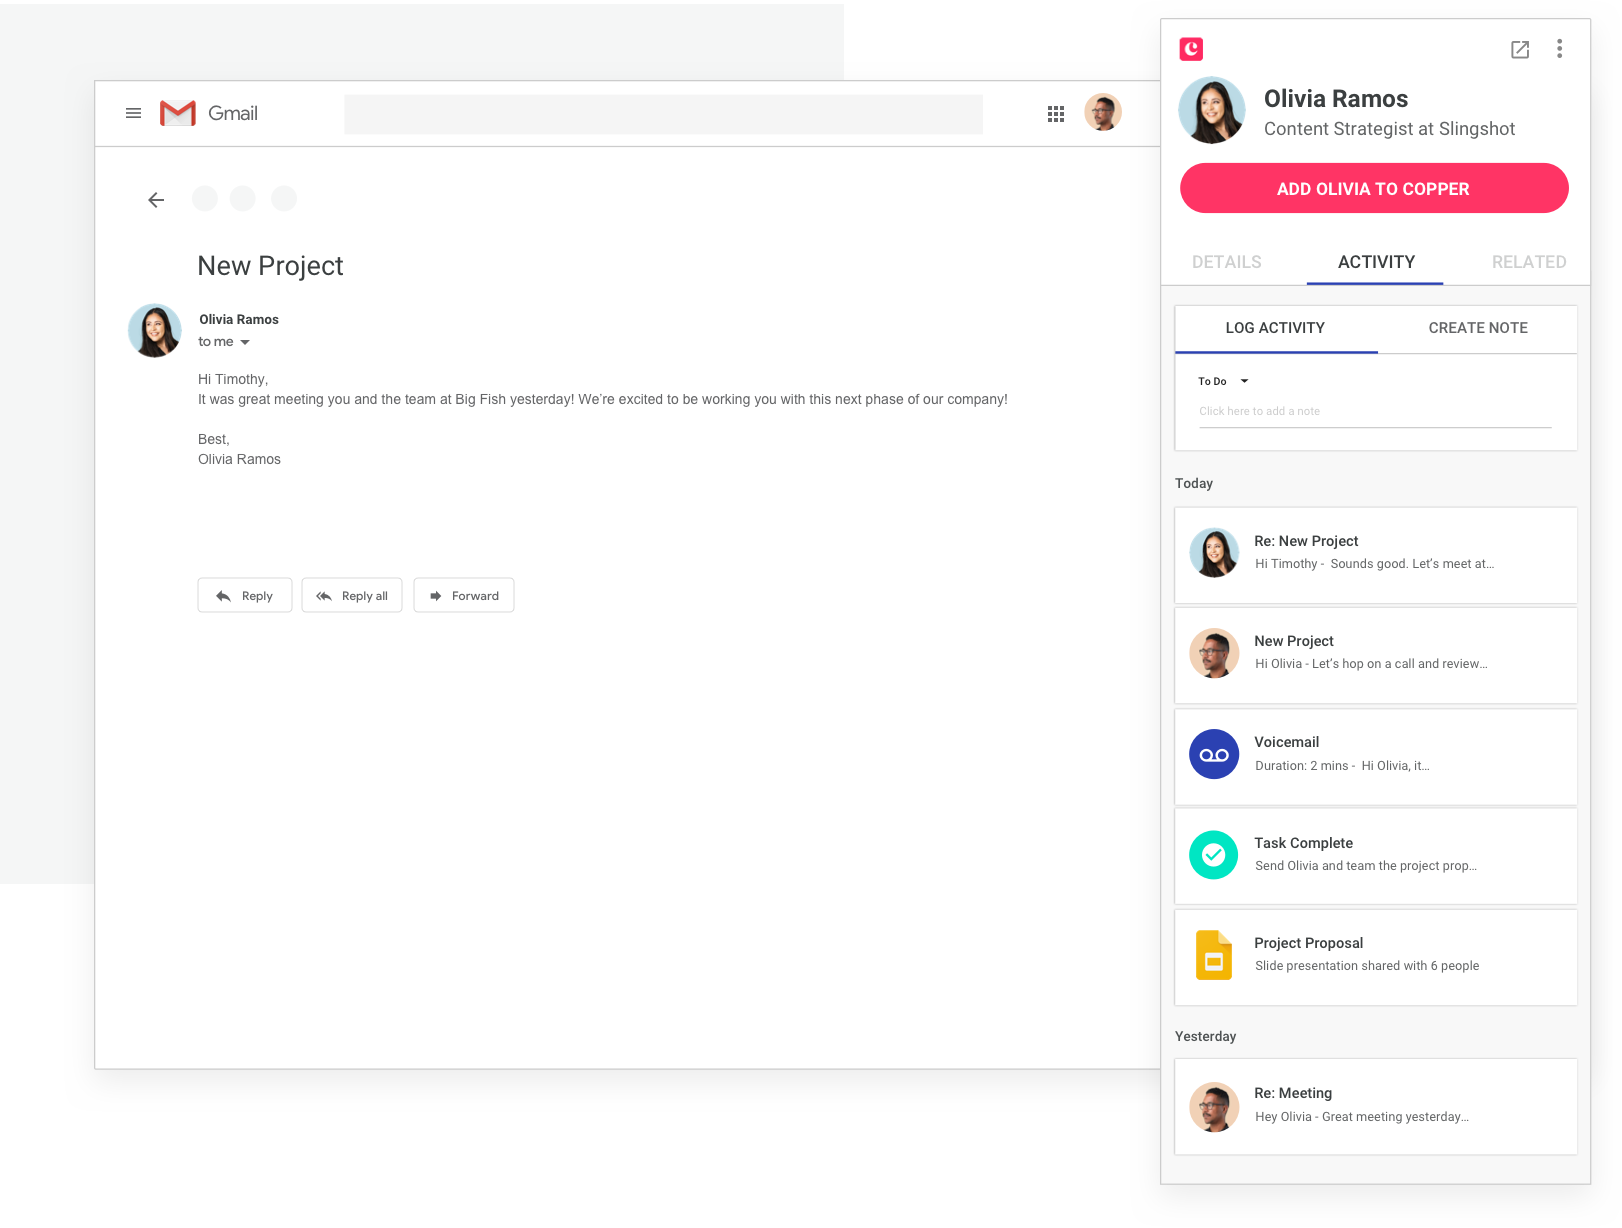 Gmail
New Project
Olivia Ramos
to me
Hi Timothy,
It was great meeting you and the team at Big Fish yesterday! We're excited to be working you with this next phase of our company!
Best,
Olivia Ramos
Reply
Reply all
Forward
Olivia Ramos
Content Strategist at Slingshot
ADD OLIVIA TO COPPER
DETAILS
ACTIVITY
RELATED
LOG ACTIVITY
CREATE NOTE
To Do
Click here to add a note
Today
Re: New Project
Hi Timothy - Sounds good. Let's meet at...
New Project
Hi Olivia - Let's hop on a call and review...
Voicemail
Duration: 2 mins - Hi Olivia, it...
Task Complete
Send Olivia and team the project prop...
Project Proposal
Slide presentation shared with 6 people
Yesterday
Re: Meeting
Hey Olivia - Great meeting yesterday...